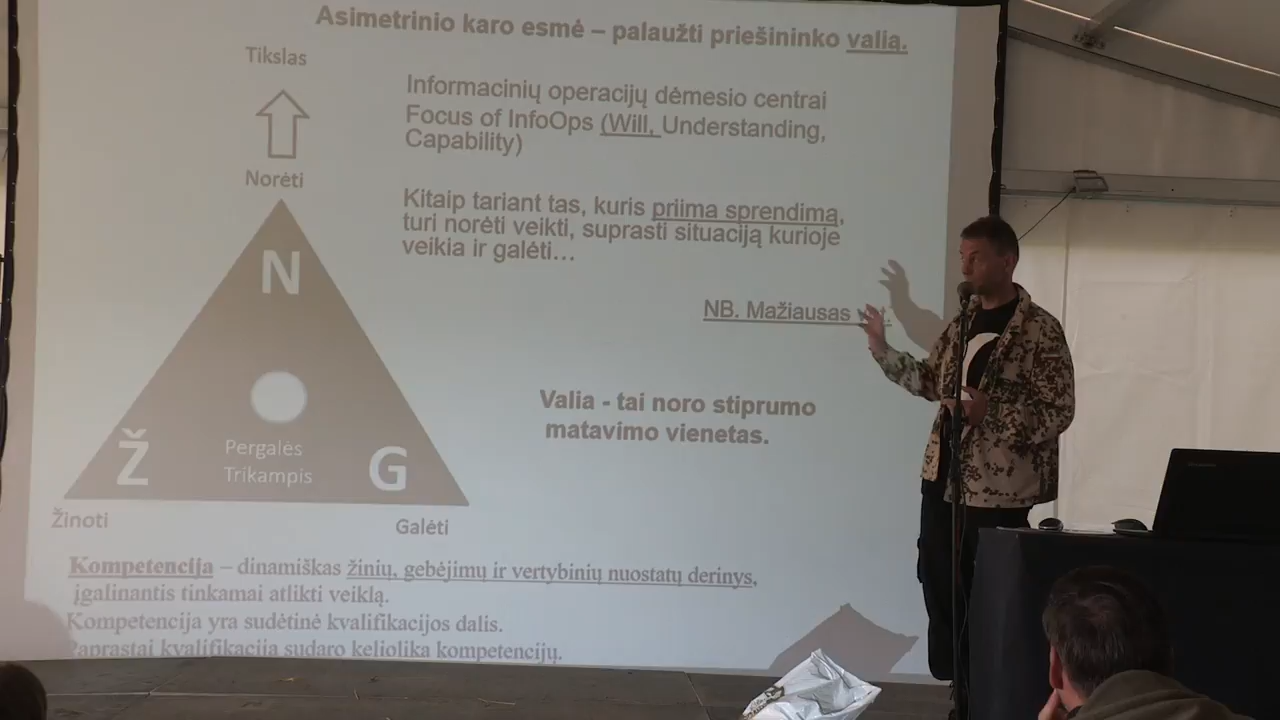 Asimetrinio karo esmė – palaužti priešininko valią.
Tikslas
Norėti
N
Ž
G
Pergalės
Trikampis
Žinoti
Galėti
Informacinių operacijų dėmesio centrai
Focus of InfoOps (Will, Understanding,
Capability)
Kitaip tariant tas, kuris priima sprendimą,
turi norėti veikti, suprasti situaciją kurioje
veikia ir galėti…
NB. Mažiausas
Valia - tai noro stiprumo
matavimo vienetas.
Kompetencija – dinamiškas žinių, gebėjimų ir vertybinių nuostatų derinys,
įgalinantis tinkamai atlikti veiklą.
Kompetencija yra sudėtinė kvalifikacijos dalis.
Paprastai kvalifikacija sudaro keliolika kompetencijų.